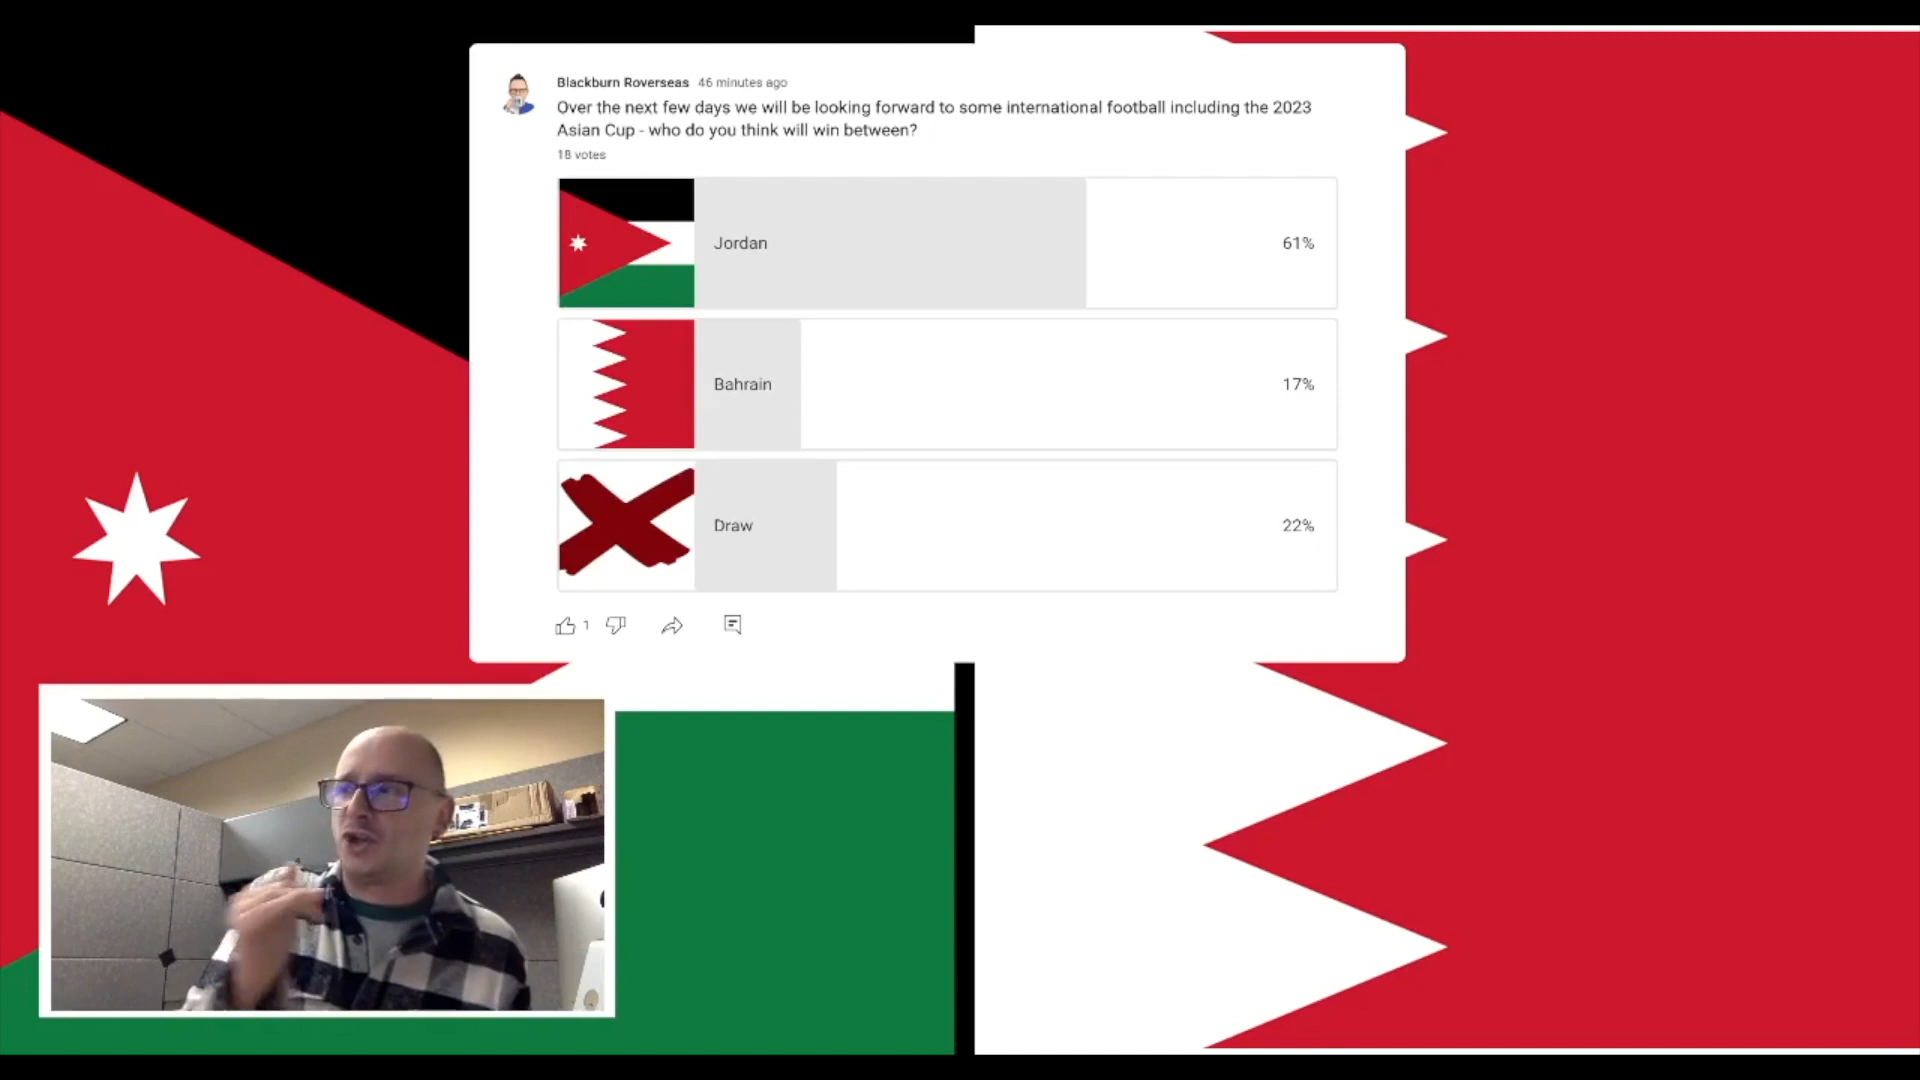 Blackburn Roverseas 46 minutes ago
Over the next few days we will be looking forward to some international football including the 2023
Asian Cup - who do you think will win between?
18 votes
Jordan 61%
Bahrain 17%
Draw 22%
1